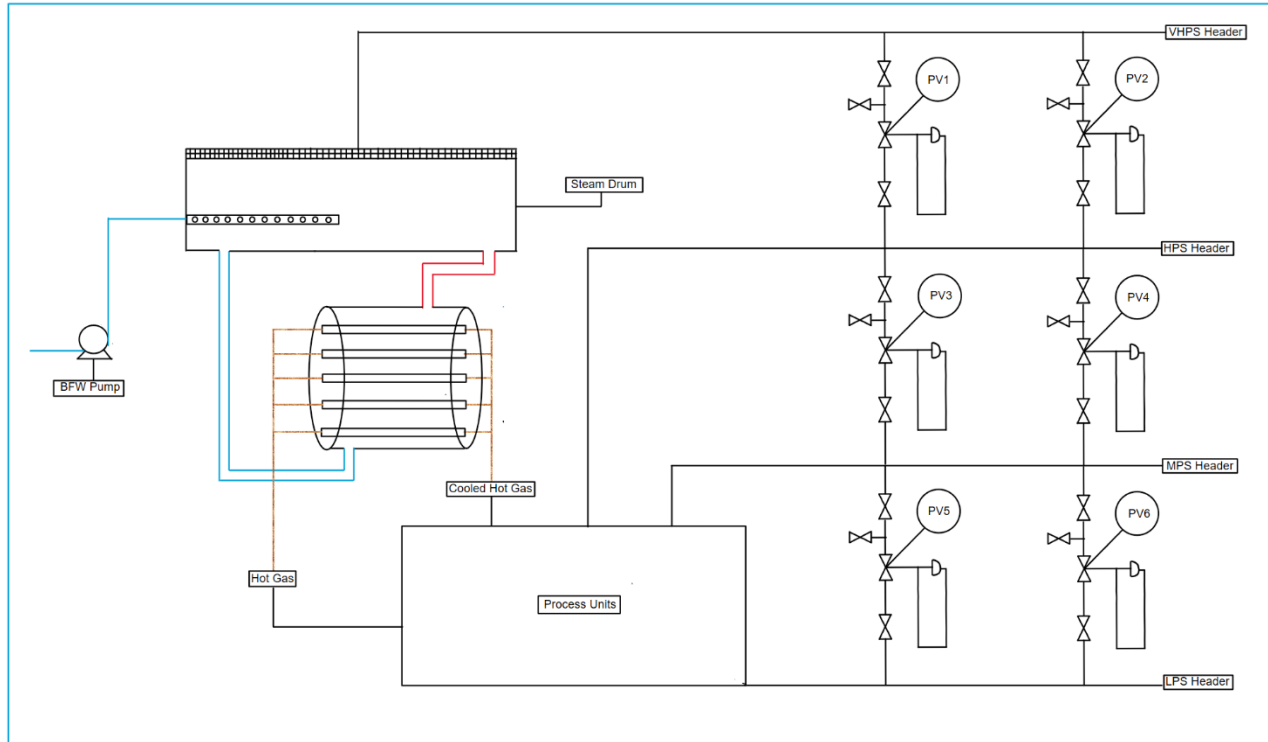 VHPS Header
PV1
PV2
Steam Drum
HPS Header
PV3
PV4
BFW Pump
MPS Header
Cooled Hot Gas
PV5
PV6
Hot Gas
Process Units
LPS Header